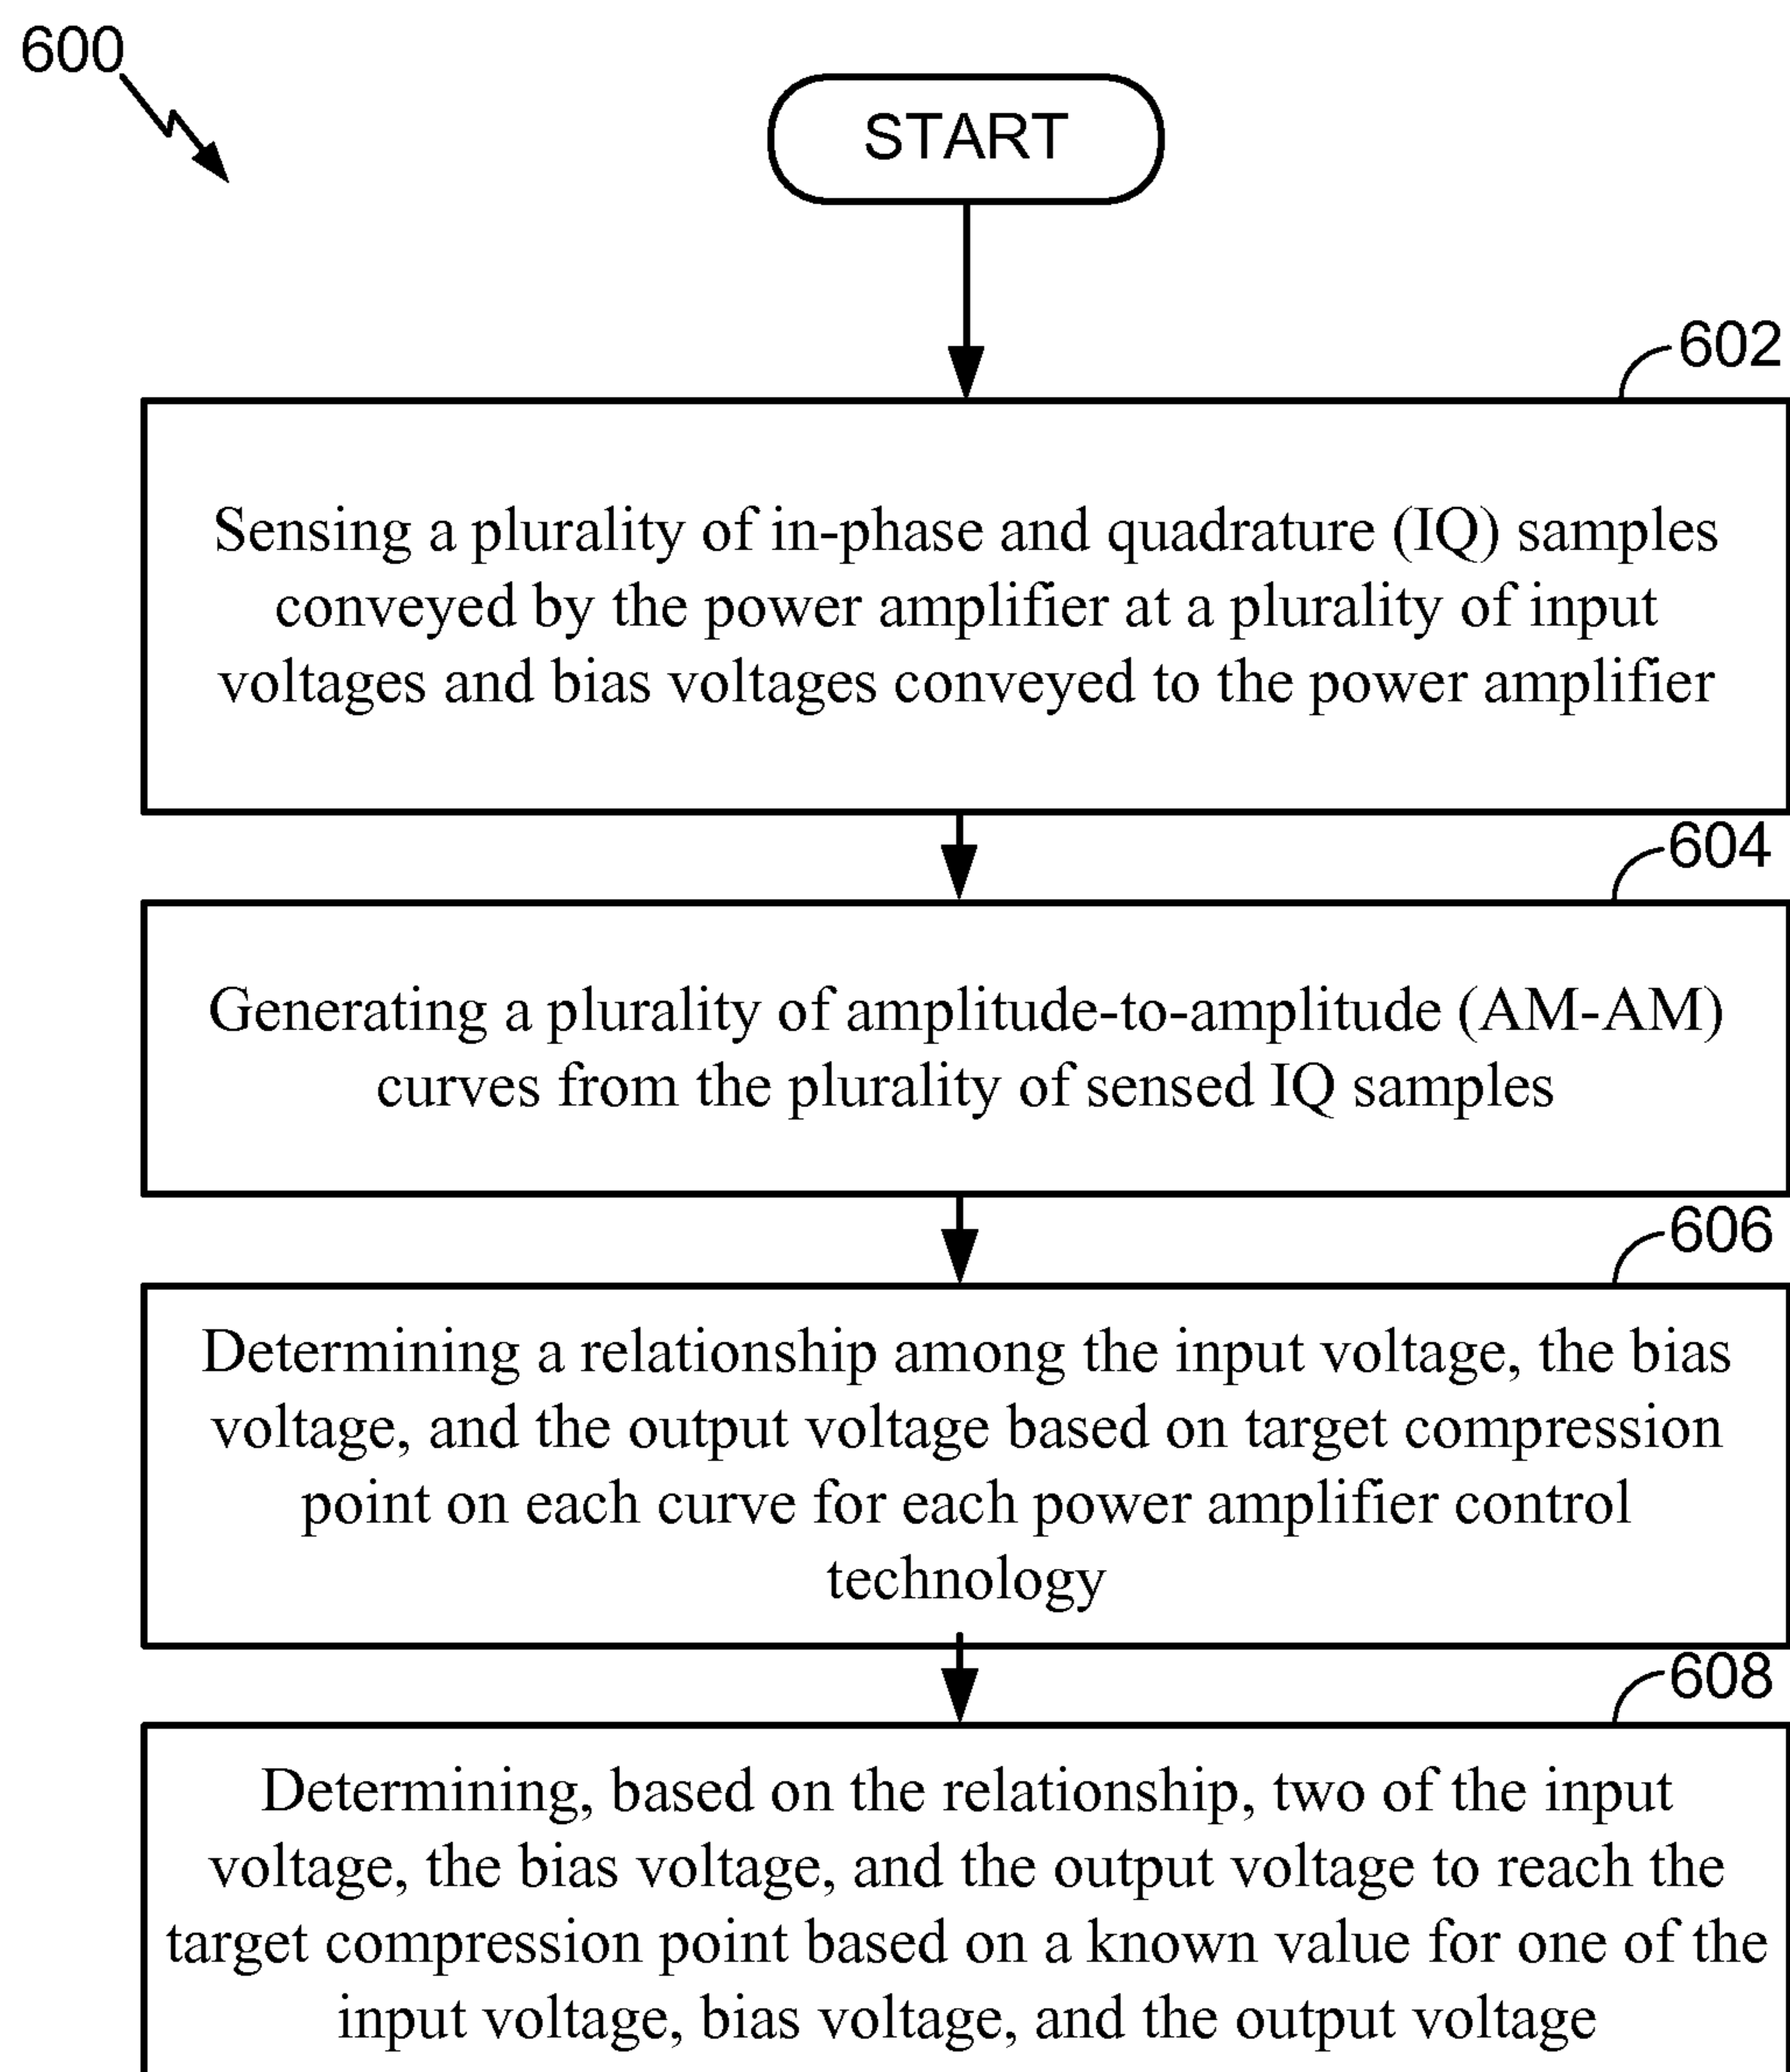 600
START
602
Sensing a plurality of in-phase and quadrature (IQ) samples
conveyed by the power amplifier at a plurality of input
voltages and bias voltages conveyed to the power amplifier
604
Generating a plurality of amplitude-to-amplitude (AM-AM)
curves from the plurality of sensed IQ samples
606
Determining a relationship among the input voltage, the bias
voltage, and the output voltage based on target compression
point on each curve for each power amplifier control
technology
608
Determining, based on the relationship, two of the input
voltage, the bias voltage, and the output voltage to reach the
target compression point based on a known value for one of the
input voltage, bias voltage, and the output voltage